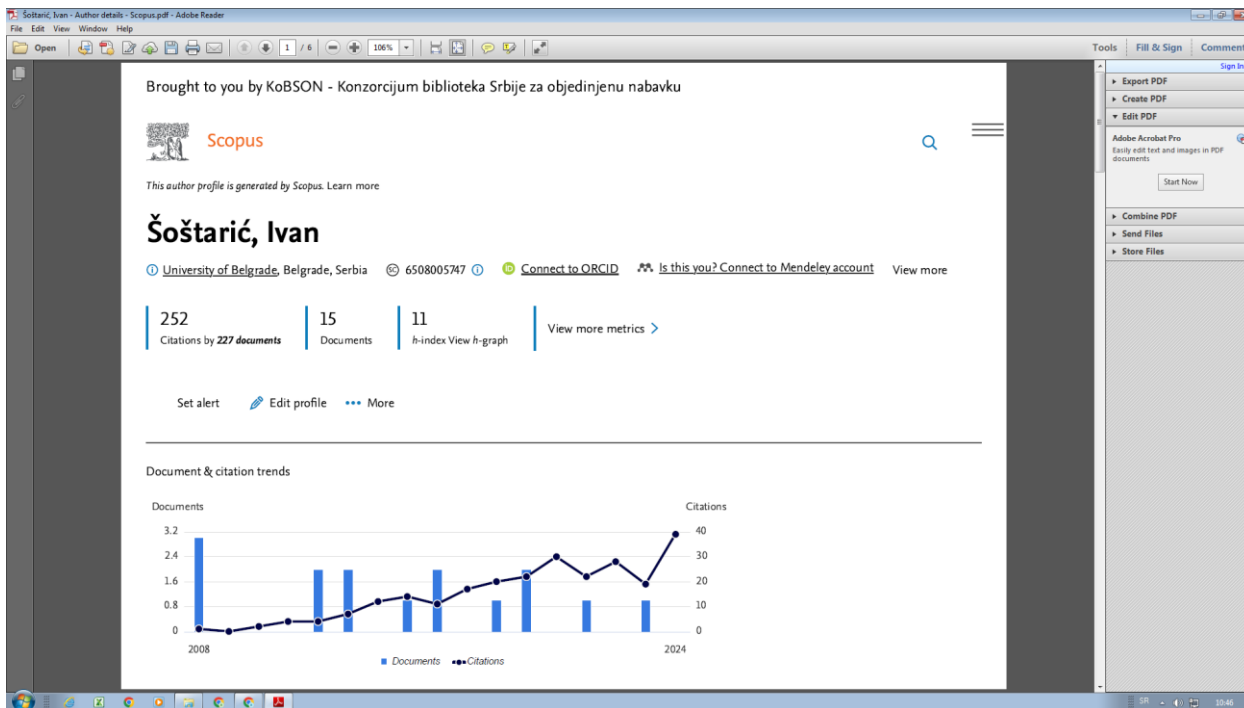 Šoštarić, Ivan - Author details - Scopus.pdf - Adobe Reader
File Edit View Window Help
Open 1 / 6 106% Tools Fill & Sign Comment
Sign In
Export PDF
Create PDF
Edit PDF
Adobe Acrobat Pro
Easily edit text and images in PDF
documents
Start Now
Combine PDF
Send Files
Store Files
Brought to you by KoBSON - Konzorcijum biblioteka Srbije za objedinjenu nabavku
Scopus
This author profile is generated by Scopus. Learn more
Šoštarić, Ivan
University of Belgrade, Belgrade, Serbia SC 6508005747 iD Connect to ORCID Is this you? Connect to Mendeley account View more
252 15 11
Citations by 227 documents Documents h-index View h-graph View more metrics
Set alert Edit profile More
Document & citation trends
Documents Citations
3.2 40
2.4 30
1.6 20
0.8 10
0 0
2008 2024
Documents Citations
SR 10:46